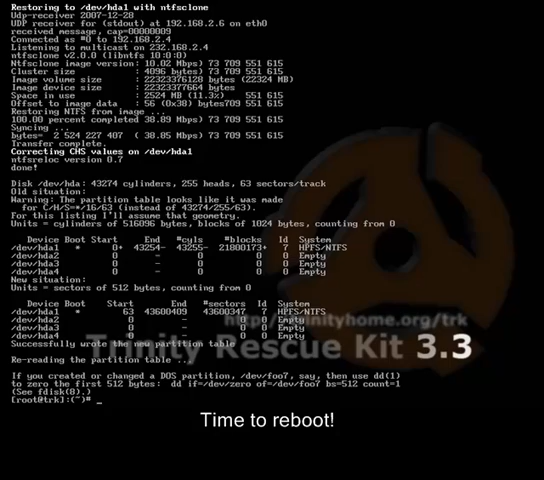 Restoring to /dev/hda1 with ntfsclone
Udp-receiver 2007-12-28
UDP receiver for (stdout) at 192.168.2.6 on eth0
received message, cap=00000009
Connected as #0 to 192.168.2.4
Listening to multicast on 232.168.2.4
ntfsclone v2.0.0 (libntfs 10:0:0)
Ntfsclone image version: 10.02 Mbps) 73 709 551 615
Cluster size : 4096 bytes) 73 709 551 615
Image volume size : 22323376128 bytes (22324 MB)
Image device size : 22323377664 bytes
Space in use : 2524 MB (11.3%) 551 615
Offset to image data : 56 (0x38) bytes709 551 615
Restoring NTFS from image ...
100.00 percent completed 38.89 Mbps) 73 709 551 615
Syncing ...
bytes= 2 524 227 407 ( 38.85 Mbps) 73 709 551 615
Transfer complete.
Correcting CHS values on /dev/hda1
ntfsreloc version 0.7
done!
Disk /dev/hda: 43274 cylinders, 255 heads, 63 sectors/track
Old situation:
Warning: The partition table looks like it was made
for C/H/S=*/16/63 (instead of 43274/255/63).
For this listing I'll assume that geometry.
Units = cylinders of 516096 bytes, blocks of 1024 bytes, counting from 0
Device Boot Start End #cyls #blocks Id System
/dev/hda1 * 0+ 43254- 43255- 21800173+ 7 HPFS/NTFS
/dev/hda2 0 - 0 0 0 Empty
/dev/hda3 0 - 0 0 0 Empty
/dev/hda4 0 - 0 0 0 Empty
New situation:
Units = sectors of 512 bytes, counting from 0
Device Boot Start End #sectors Id System
/dev/hda1 * 63 43600409 43600347 7 HPFS/NTFS
/dev/hda2 0 - 0 0 Empty
/dev/hda3 0 - 0 0 Empty
/dev/hda4 0 - 0 0 Empty
http://trinityhome.org/trk
Successfully wrote the new partition table
Trinity Rescue Kit 3.3
Re-reading the partition table ...
If you created or changed a DOS partition, /dev/foo7, say, then use dd(1)
to zero the first 512 bytes: dd if=/dev/zero of=/dev/foo7 bs=512 count=1
(See fdisk(8).)
[root@trk]:(~)# _
Time to reboot!